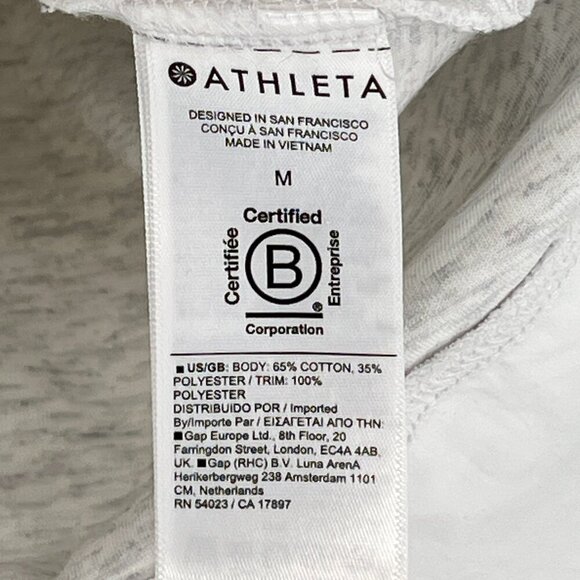 ATHLETA
DESIGNED IN SAN FRANCISCO
CONÇU À SAN FRANCISCO
MADE IN VIETNAM
M
Certified
Certifiée
B
Entreprise
®
Corporation
■ US/GB: BODY: 65% COTTON, 35%
POLYESTER / TRIM: 100%
POLYESTER
DISTRIBUIDO POR / Imported
By/Importe Par / ΕΙΣΑΓΕΤΑΙ ΑΠΟ ΤΗΝ:
■Gap Europe Ltd., 8th Floor, 20
Farringdon Street, London, EC4A 4AB,
UK. ■Gap (RHC) B.V. Luna ArenA
Herikerbergweg 238 Amsterdam 1101
CM, Netherlands
RN 54023 / CA 17897